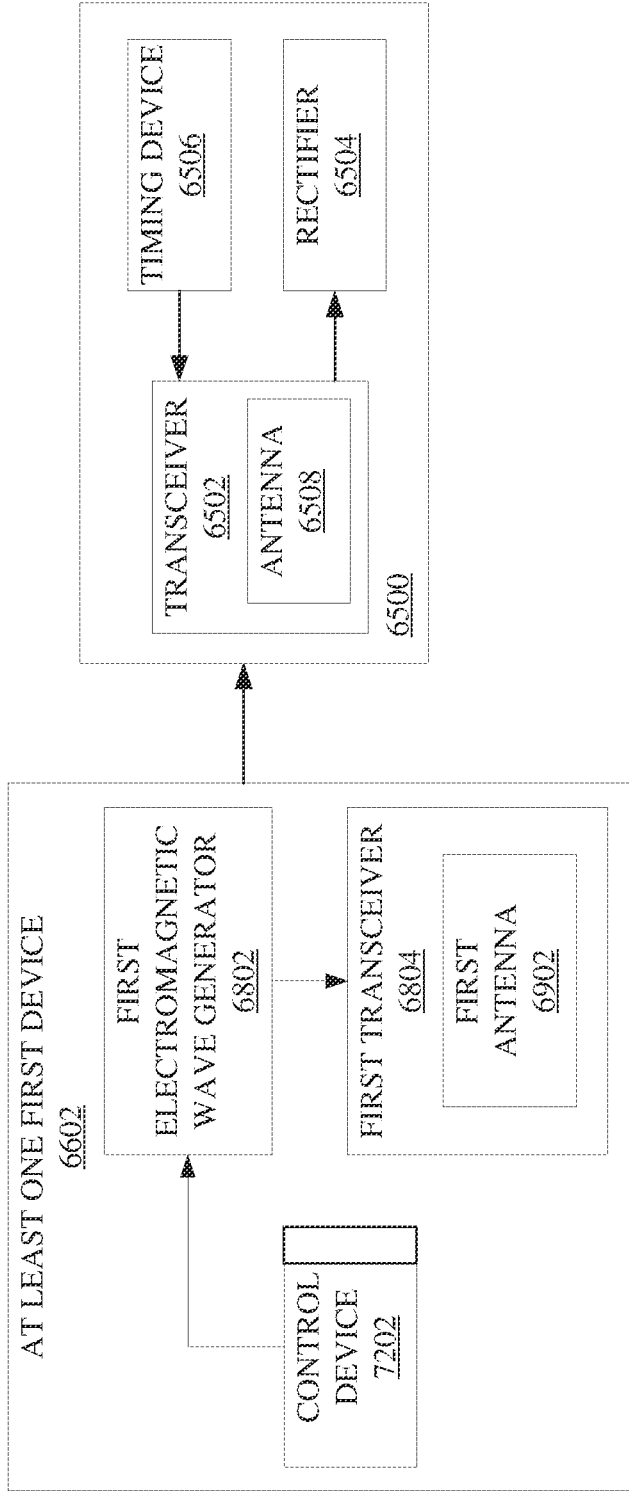 AT LEAST ONE FIRST DEVICE
6602
FIRST
ELECTROMAGNETIC
WAVE GENERATOR
6802
CONTROL
DEVICE
7202
FIRST TRANSCEIVER
6804
FIRST
ANTENNA
6902
TRANSCEIVER
6502
ANTENNA
6508
TIMING DEVICE
6506
RECTIFIER
6504
6500